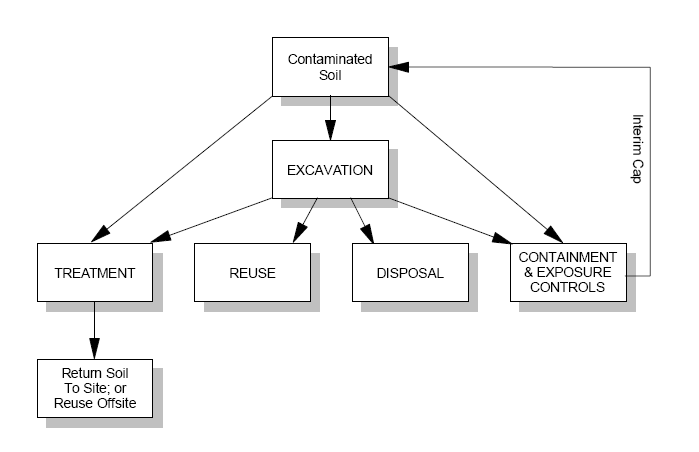 Contaminated
Soil
Interim Cap
EXCAVATION
TREATMENT
REUSE
DISPOSAL
CONTAINMENT
& EXPOSURE
CONTROLS
Return Soil
To Site; or
Reuse Offsite